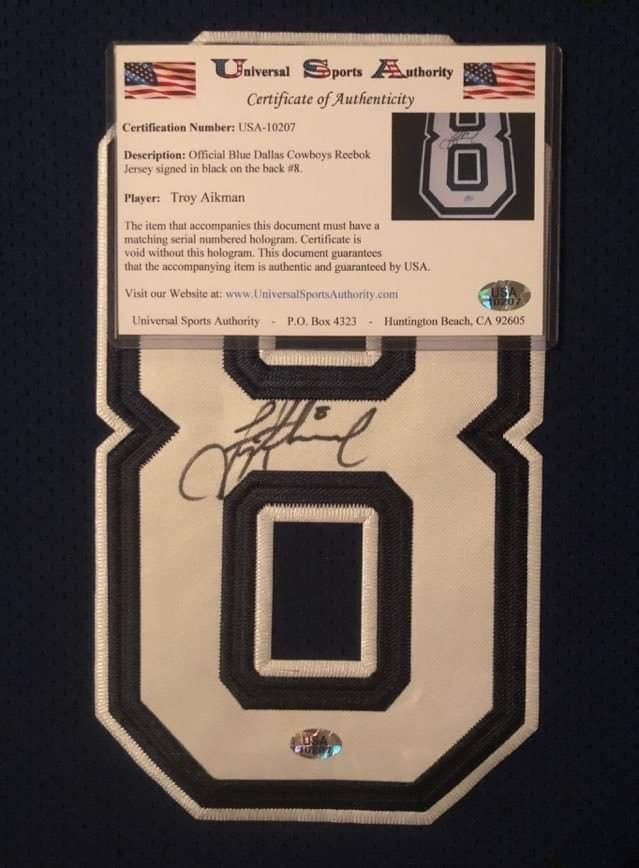 Universal Sports Authority
Certificate of Authenticity
Certification Number: USA-10207
Description: Official Blue Dallas Cowboys Reebok
Jersey signed in black on the back #8.
Player: Troy Aikman
The item that accompanies this document must have a
matching serial numbered hologram. Certificate is
void without this hologram. This document guarantees
that the accompanying item is authentic and guaranteed by USA.
Visit our Website at: www.UniversalSportsAuthority.com
USA
10207
Universal Sports Authority - P.O. Box 4323 - Huntington Beach, CA 92605
8
8
USA
10207